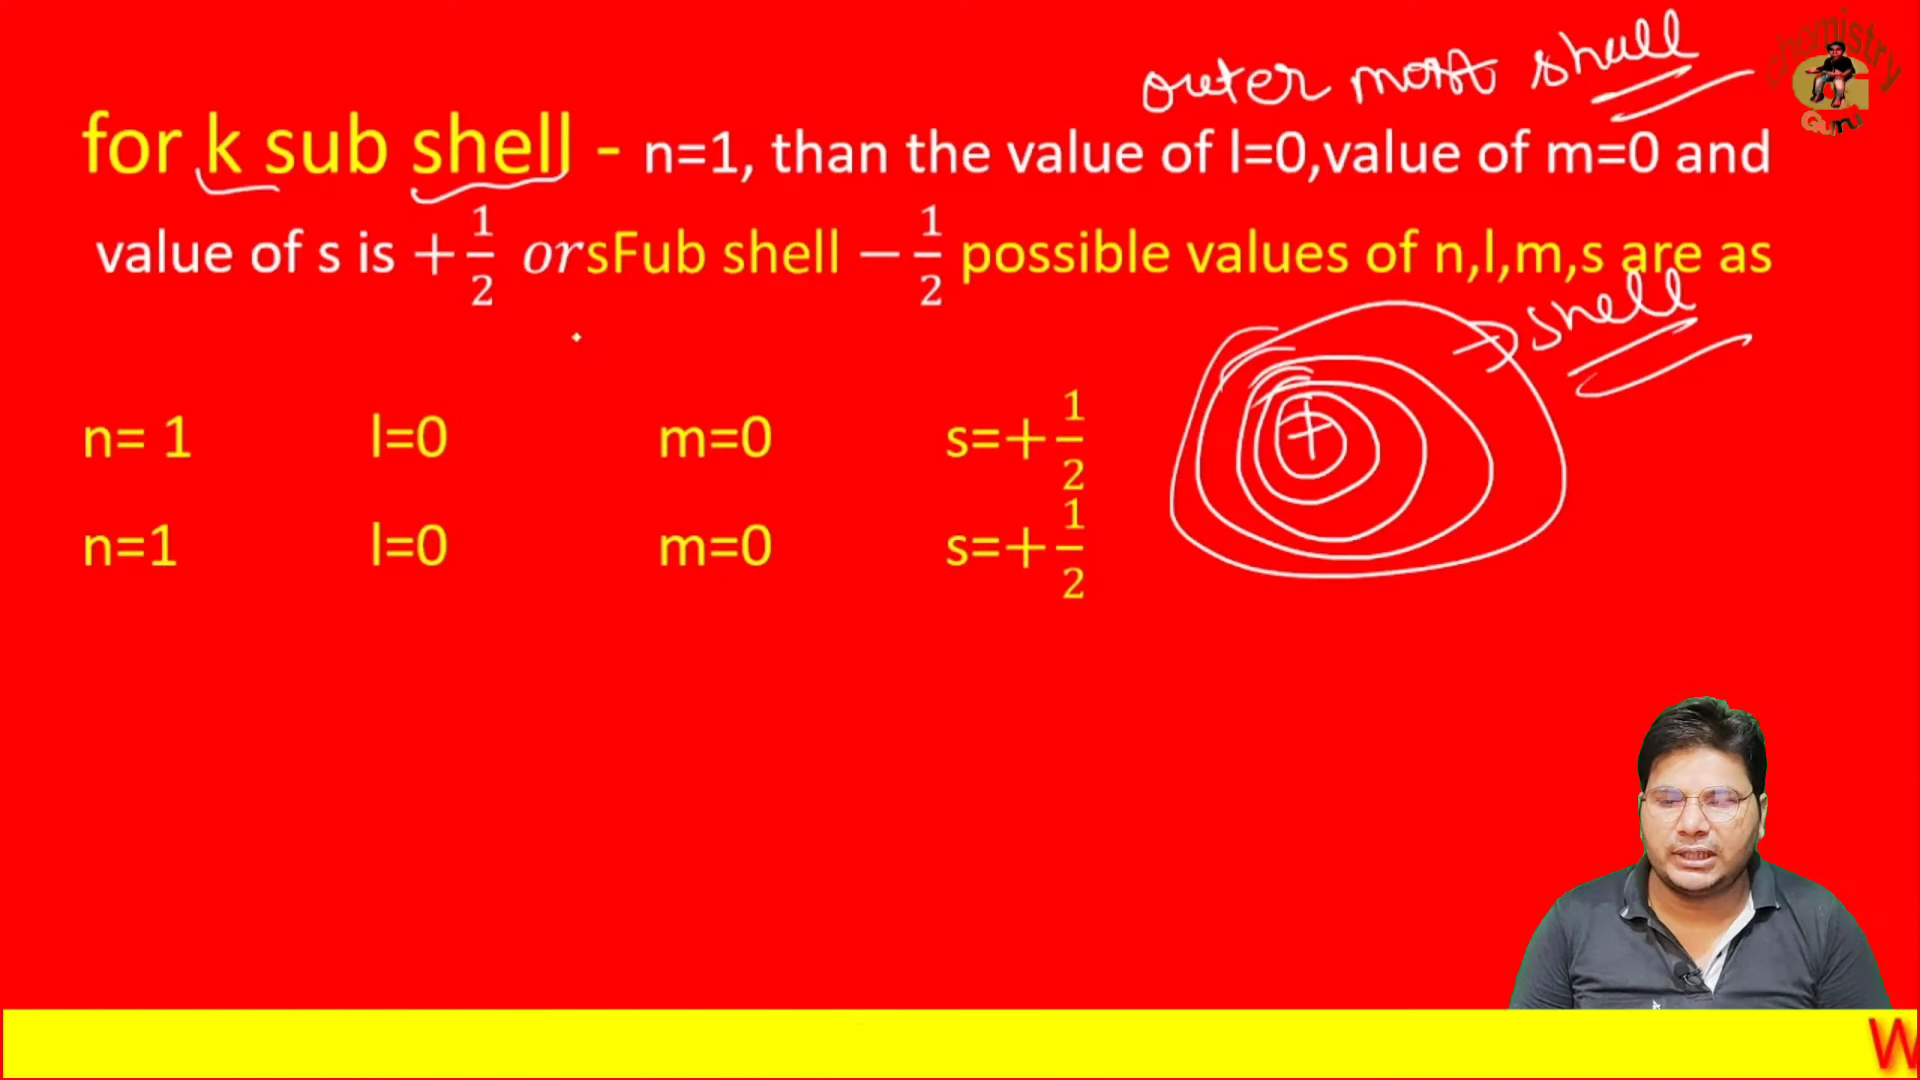 outer most shell
for k sub shell - n=1, than the value of l=0,value of m=0 and
value of s is +1/2 orsFub shell −1/2 possible values of n,l,m,s are as
shell
n= 1 l=0 m=0 s=+1/2
n=1 l=0 m=0 s=+1/2
+
chemistry
G
Guru
W